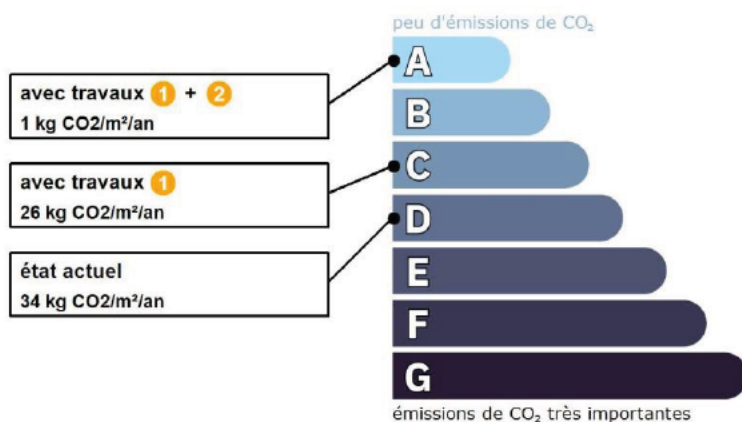 peu d'émissions de CO₂
A
avec travaux 1 + 2
1 kg CO2/m²/an
B
C
avec travaux 1
26 kg CO2/m²/an
D
état actuel
34 kg CO2/m²/an
E
F
G
émissions de CO₂ très importantes